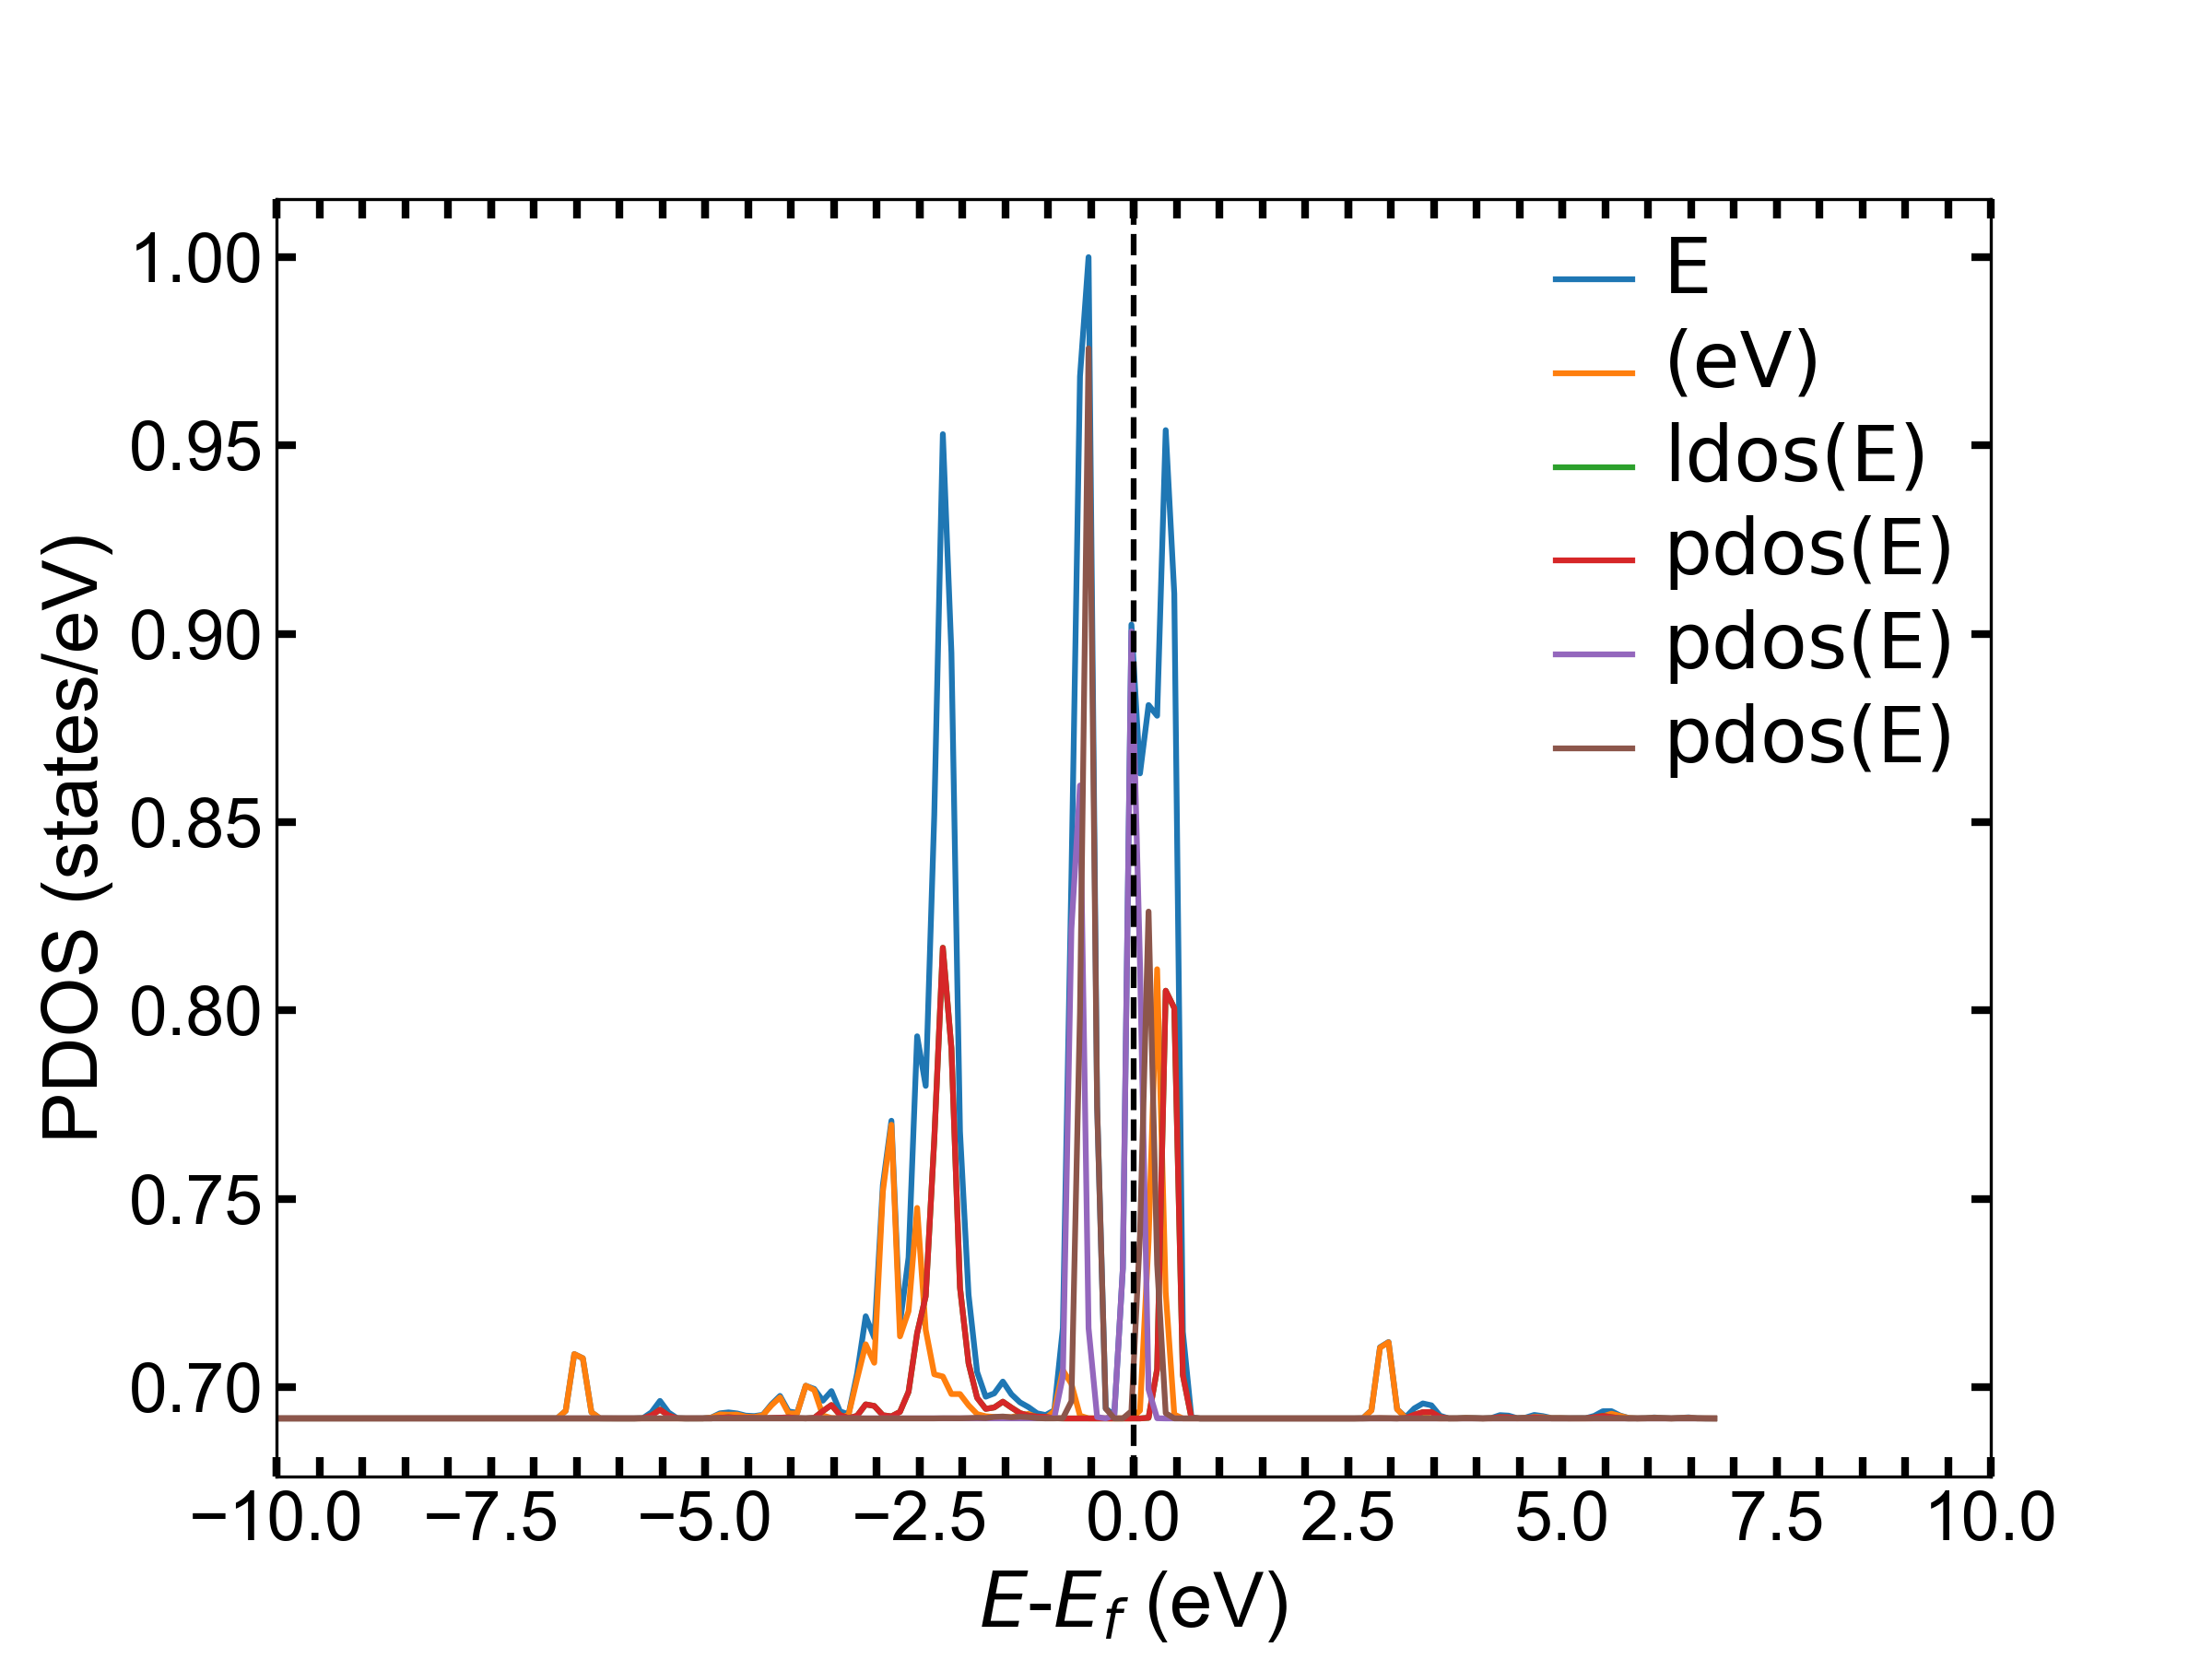 1.00
0.95
0.90
0.85
0.80
0.75
0.70
PDOS (states/eV)
E
(eV)
ldos(E)
pdos(E)
pdos(E)
pdos(E)
−10.0 −7.5 −5.0 −2.5 0.0 2.5 5.0 7.5 10.0
E-E_f (eV)